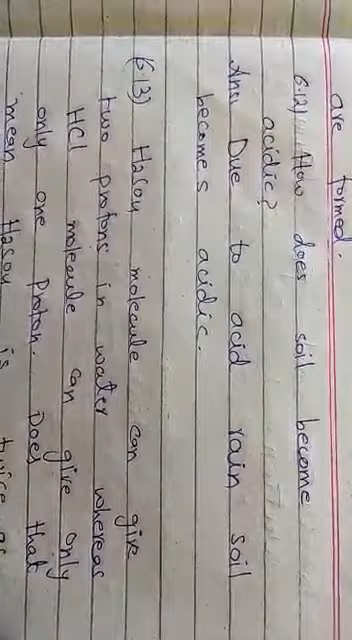 are formed.
6.12) How does soil become
acidic?
Ans Due to acid rain soil
becomes acidic.
(6.13) H2SO4 molecule can give
two protons in water whereas
HCl molecule can give only
only one proton. Does that
mean H2SO4 is twice as